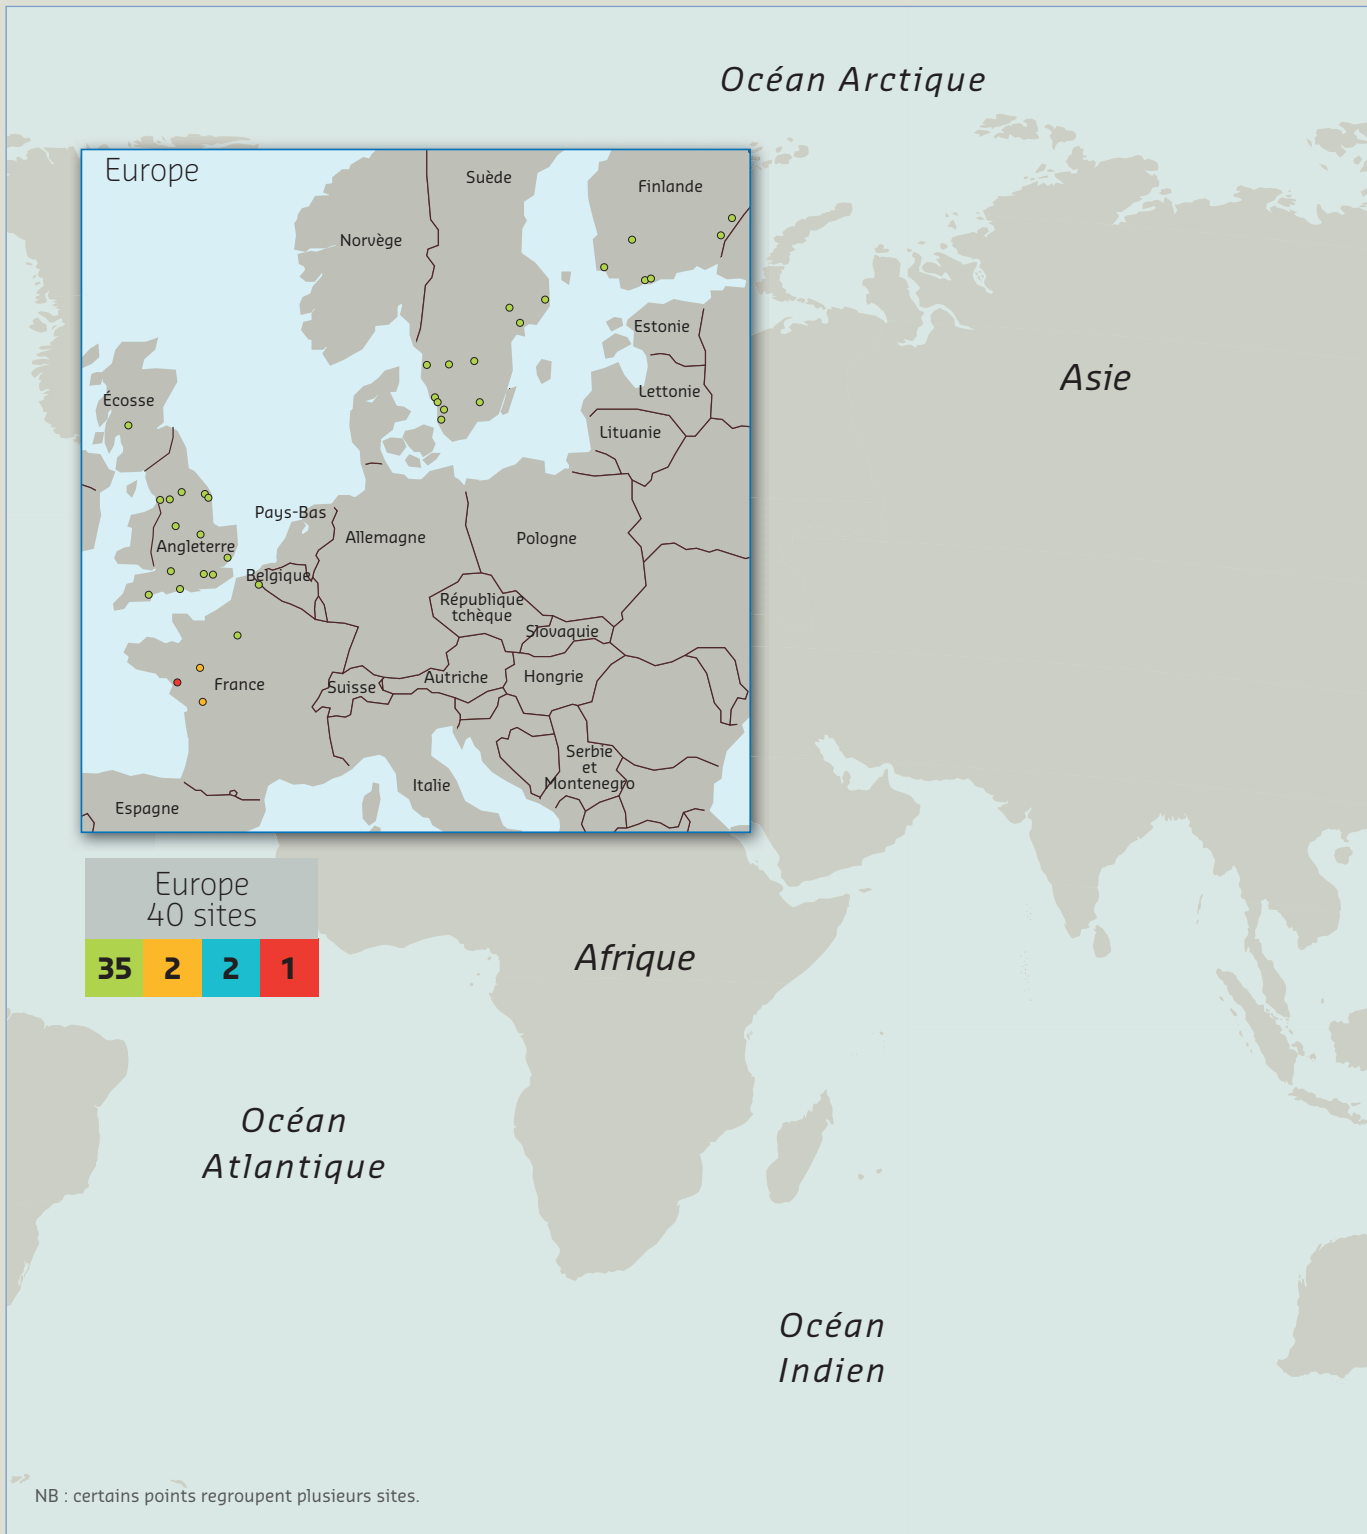 Océan Arctique
Europe
Suède
Finlande
Norvège
Estonie
Écosse
Lettonie
Lituanie
Pays-Bas
Allemagne
Pologne
Angleterre
Belgique
République
tchèque
Slovaquie
France
Suisse
Autriche
Hongrie
Serbie
et
Montenegro
Italie
Espagne
Asie
Europe
40 sites
35 2 2 1
Afrique
Océan
Atlantique
Océan
Indien
NB : certains points regroupent plusieurs sites.